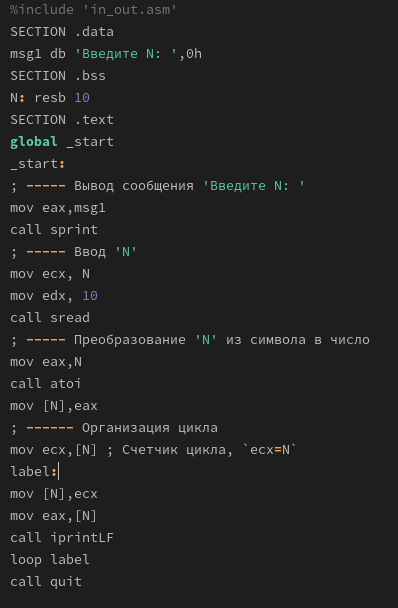 %include 'in_out.asm'
SECTION .data
msg1 db 'Введите N: ',0h
SECTION .bss
N: resb 10
SECTION .text
global _start
_start:
; ----- Вывод сообщения 'Введите N: '
mov eax,msg1
call sprint
; ----- Ввод 'N'
mov ecx, N
mov edx, 10
call sread
; ----- Преобразование 'N' из символа в число
mov eax,N
call atoi
mov [N],eax
; ------ Организация цикла
mov ecx,[N] ; Счетчик цикла, `ecx=N`
label:
mov [N],ecx
mov eax,[N]
call iprintLF
loop label
call quit